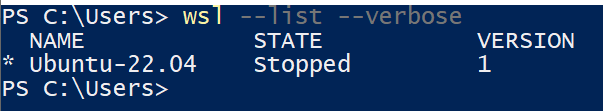 PS C:\Users> wsl --list --verbose
  NAME            STATE           VERSION
* Ubuntu-22.04    Stopped         1
PS C:\Users>